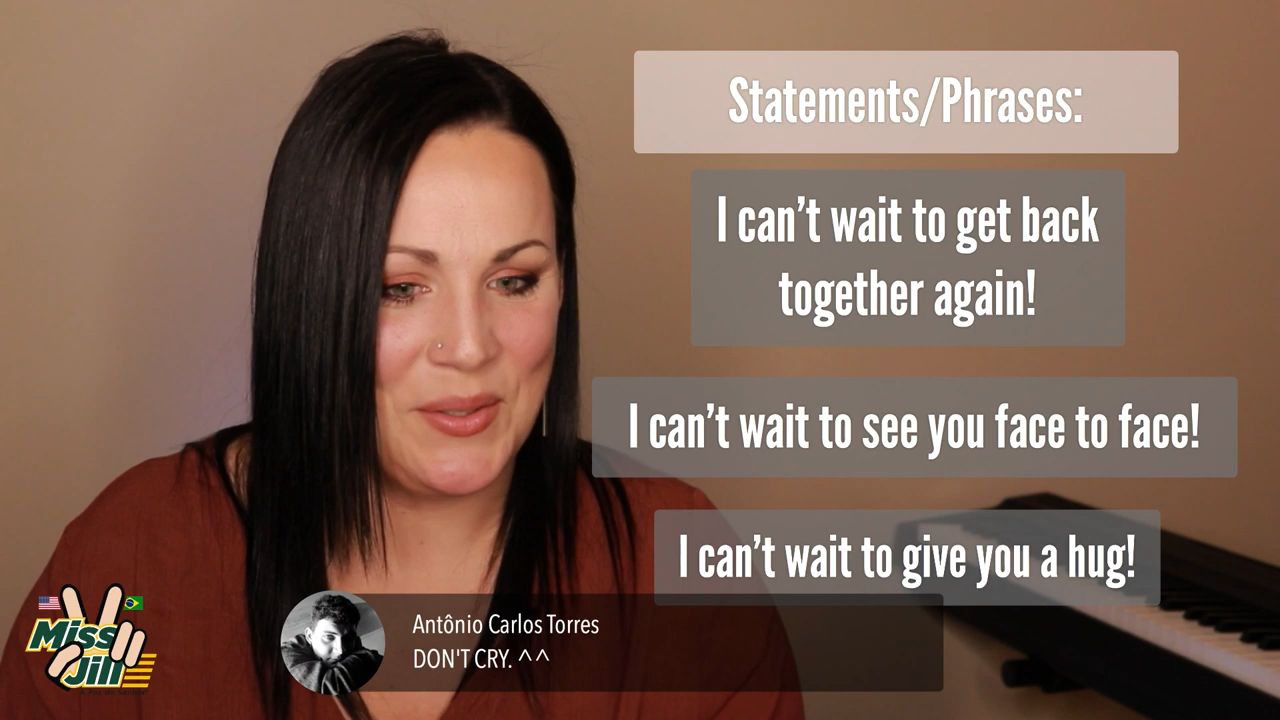 Statements/Phrases:
I can't wait to get back
together again!
I can't wait to see you face to face!
I can't wait to give you a hug!
Antônio Carlos Torres
DON'T CRY. ^^
Miss
Jill